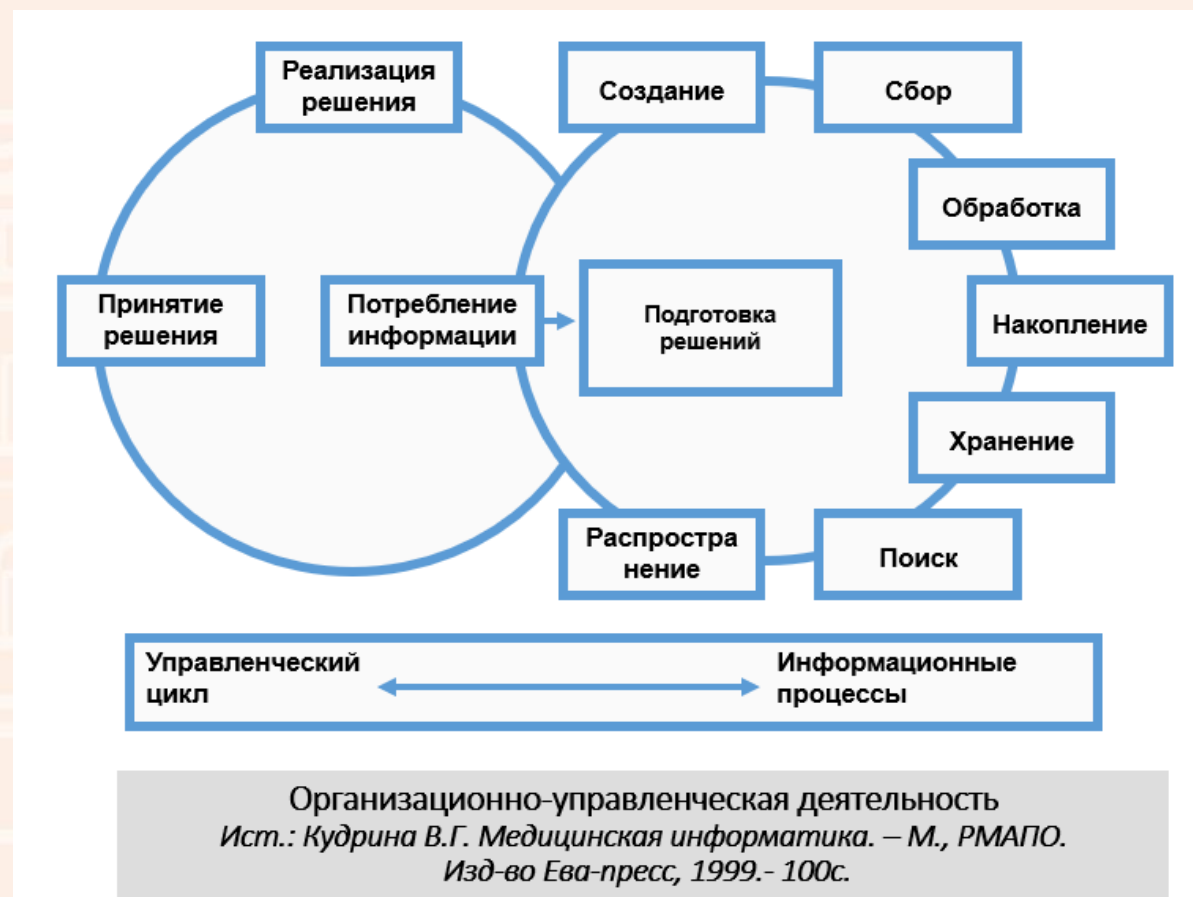 Реализация
решения
Создание
Сбор
Обработка
Принятие
решения
Потребление
информации
Подготовка
решений
Накопление
Хранение
Распростра
нение
Поиск
Управленческий
цикл
Информационные
процессы
Организационно-управленческая деятельность
Ист.: Кудрина В.Г. Медицинская информатика. – М., РМАПО.
Изд-во Ева-пресс, 1999.- 100с.